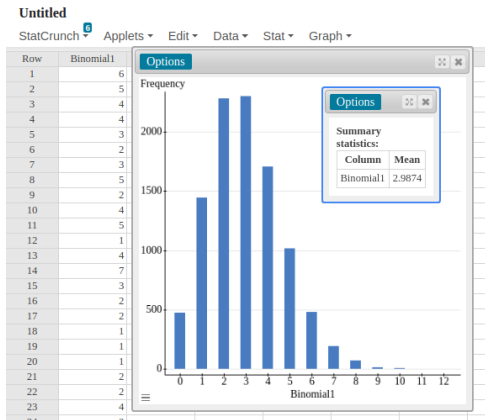 Untitled
StatCrunch 6 Applets Edit Data Stat Graph
Row Binomial1
1 6
2 5
3 4
4 4
5 3
6 2
7 3
8 5
9 2
10 4
11 5
12 1
13 4
14 7
15 3
16 2
17 2
18 1
19 1
20 1
21 2
22 2
23 4
Options
Frequency
2000
1500
1000
500
0
0 1 2 3 4 5 6 7 8 9 10 11 12
Binomial1
Options
Summary
statistics:
Column Mean
Binomial1 2.9874